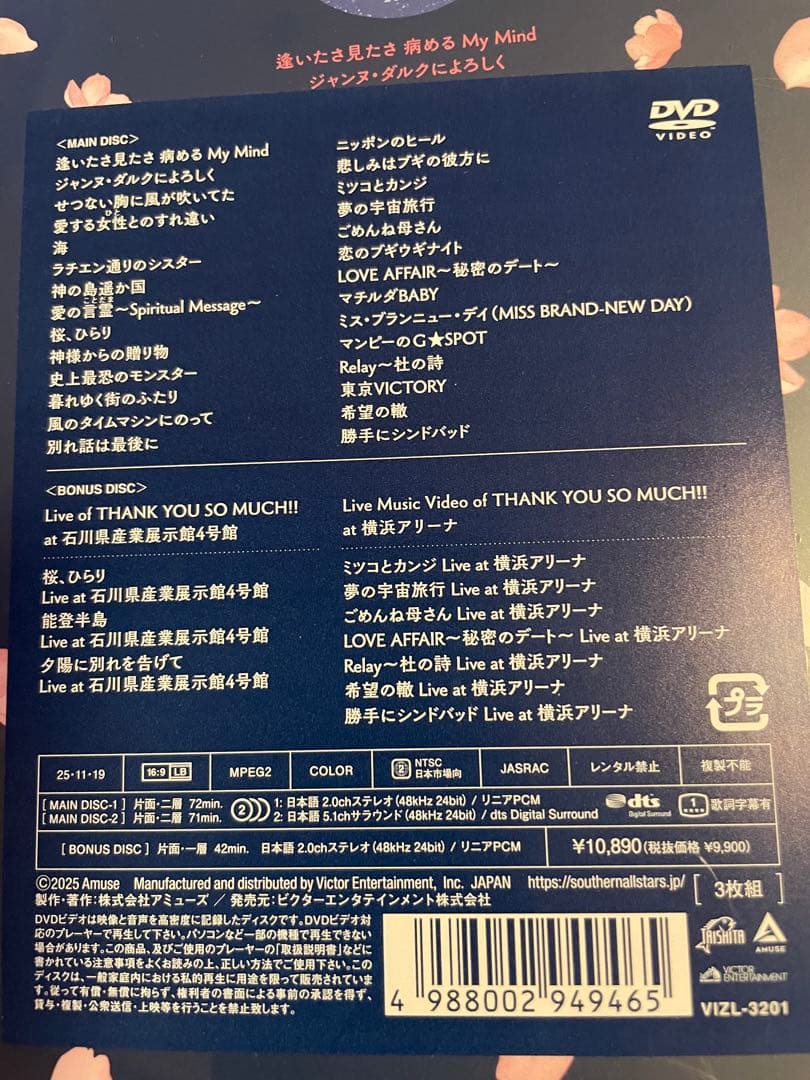 逢いたさ見たさ 病める My Mind
ジャンヌ・ダルクによろしく
DVD
VIDEO
＜MAIN DISC＞
逢いたさ見たさ 病める My Mind
ジャンヌ・ダルクによろしく
せつない胸に風が吹いてた
愛する女性とのすれ違い
ひと
海
ラチエン通りのシスター
神の島遥か国
愛の言霊～Spiritual Message～
ことだま
桜、ひらり
神様からの贈り物
史上最恐のモンスター
暮れゆく街のふたり
風のタイムマシンにのって
別れ話は最後に
ニッポンのヒール
悲しみはブギの彼方に
ミツコとカンジ
夢の宇宙旅行
ごめんね母さん
恋のブギウギナイト
LOVE AFFAIR～秘密のデート～
マチルダBABY
ミス・ブランニュー・デイ（MISS BRAND-NEW DAY）
マンピーのG★SPOT
Relay～杜の詩
東京VICTORY
希望の轍
勝手にシンドバッド
＜BONUS DISC＞
Live of THANK YOU SO MUCH!!
at 石川県産業展示館4号館
桜、ひらり
Live at 石川県産業展示館4号館
能登半島
Live at 石川県産業展示館4号館
夕陽に別れを告げて
Live at 石川県産業展示館4号館
Live Music Video of THANK YOU SO MUCH!!
at 横浜アリーナ
ミツコとカンジ Live at 横浜アリーナ
夢の宇宙旅行 Live at 横浜アリーナ
ごめんね母さん Live at 横浜アリーナ
LOVE AFFAIR～秘密のデート～ Live at 横浜アリーナ
Relay～杜の詩 Live at 横浜アリーナ
希望の轍 Live at 横浜アリーナ
勝手にシンドバッド Live at 横浜アリーナ
プラ
25・11・19 16:9 LB MPEG2 COLOR 2 NTSC 日本市場向 JASRAC レンタル禁止 複製不能
[ MAIN DISC-1 ] 片面・二層 72min. 2 1: 日本語 2.0chステレオ（48kHz 24bit）/ リニアPCM
[ MAIN DISC-2 ] 片面・二層 71min. 2: 日本語 5.1chサラウンド（48kHz 24bit）/ dts Digital Surround
dts Digital Surround 1 歌詞字幕有
[ BONUS DISC ] 片面・一層 42min. 日本語 2.0chステレオ（48kHz 24bit）/ リニアPCM
¥10,890（税抜価格 ¥9,900）
©2025 Amuse Manufactured and distributed by Victor Entertainment, Inc. JAPAN https://southernallstars.jp/
製作・著作：株式会社アミューズ ／ 発売元：ビクターエンタテインメント株式会社
[ 3枚組 ]
DVDビデオは映像と音声を高密度に記録したディスクです。DVDビデオ対
応のプレーヤーで再生して下さい。パソコンなど一部の機種で再生できない
場合があります。この商品、及びご使用のプレーヤーの「取扱説明書」などに
書かれている注意事項をよくお読みの上、正しい方法でご使用下さい。この
ディスクは、一般家庭内における私的再生に用途を限って販売されていま
す。従って有償・無償に拘らず、権利者の書面による事前の承認を得ず、
貸与・複製・公衆送信・上映等を行うことを禁止致します。
4 988002 949465
TAISHITA
AMUSE
VICTOR
ENTERTAINMENT
VIZL-3201